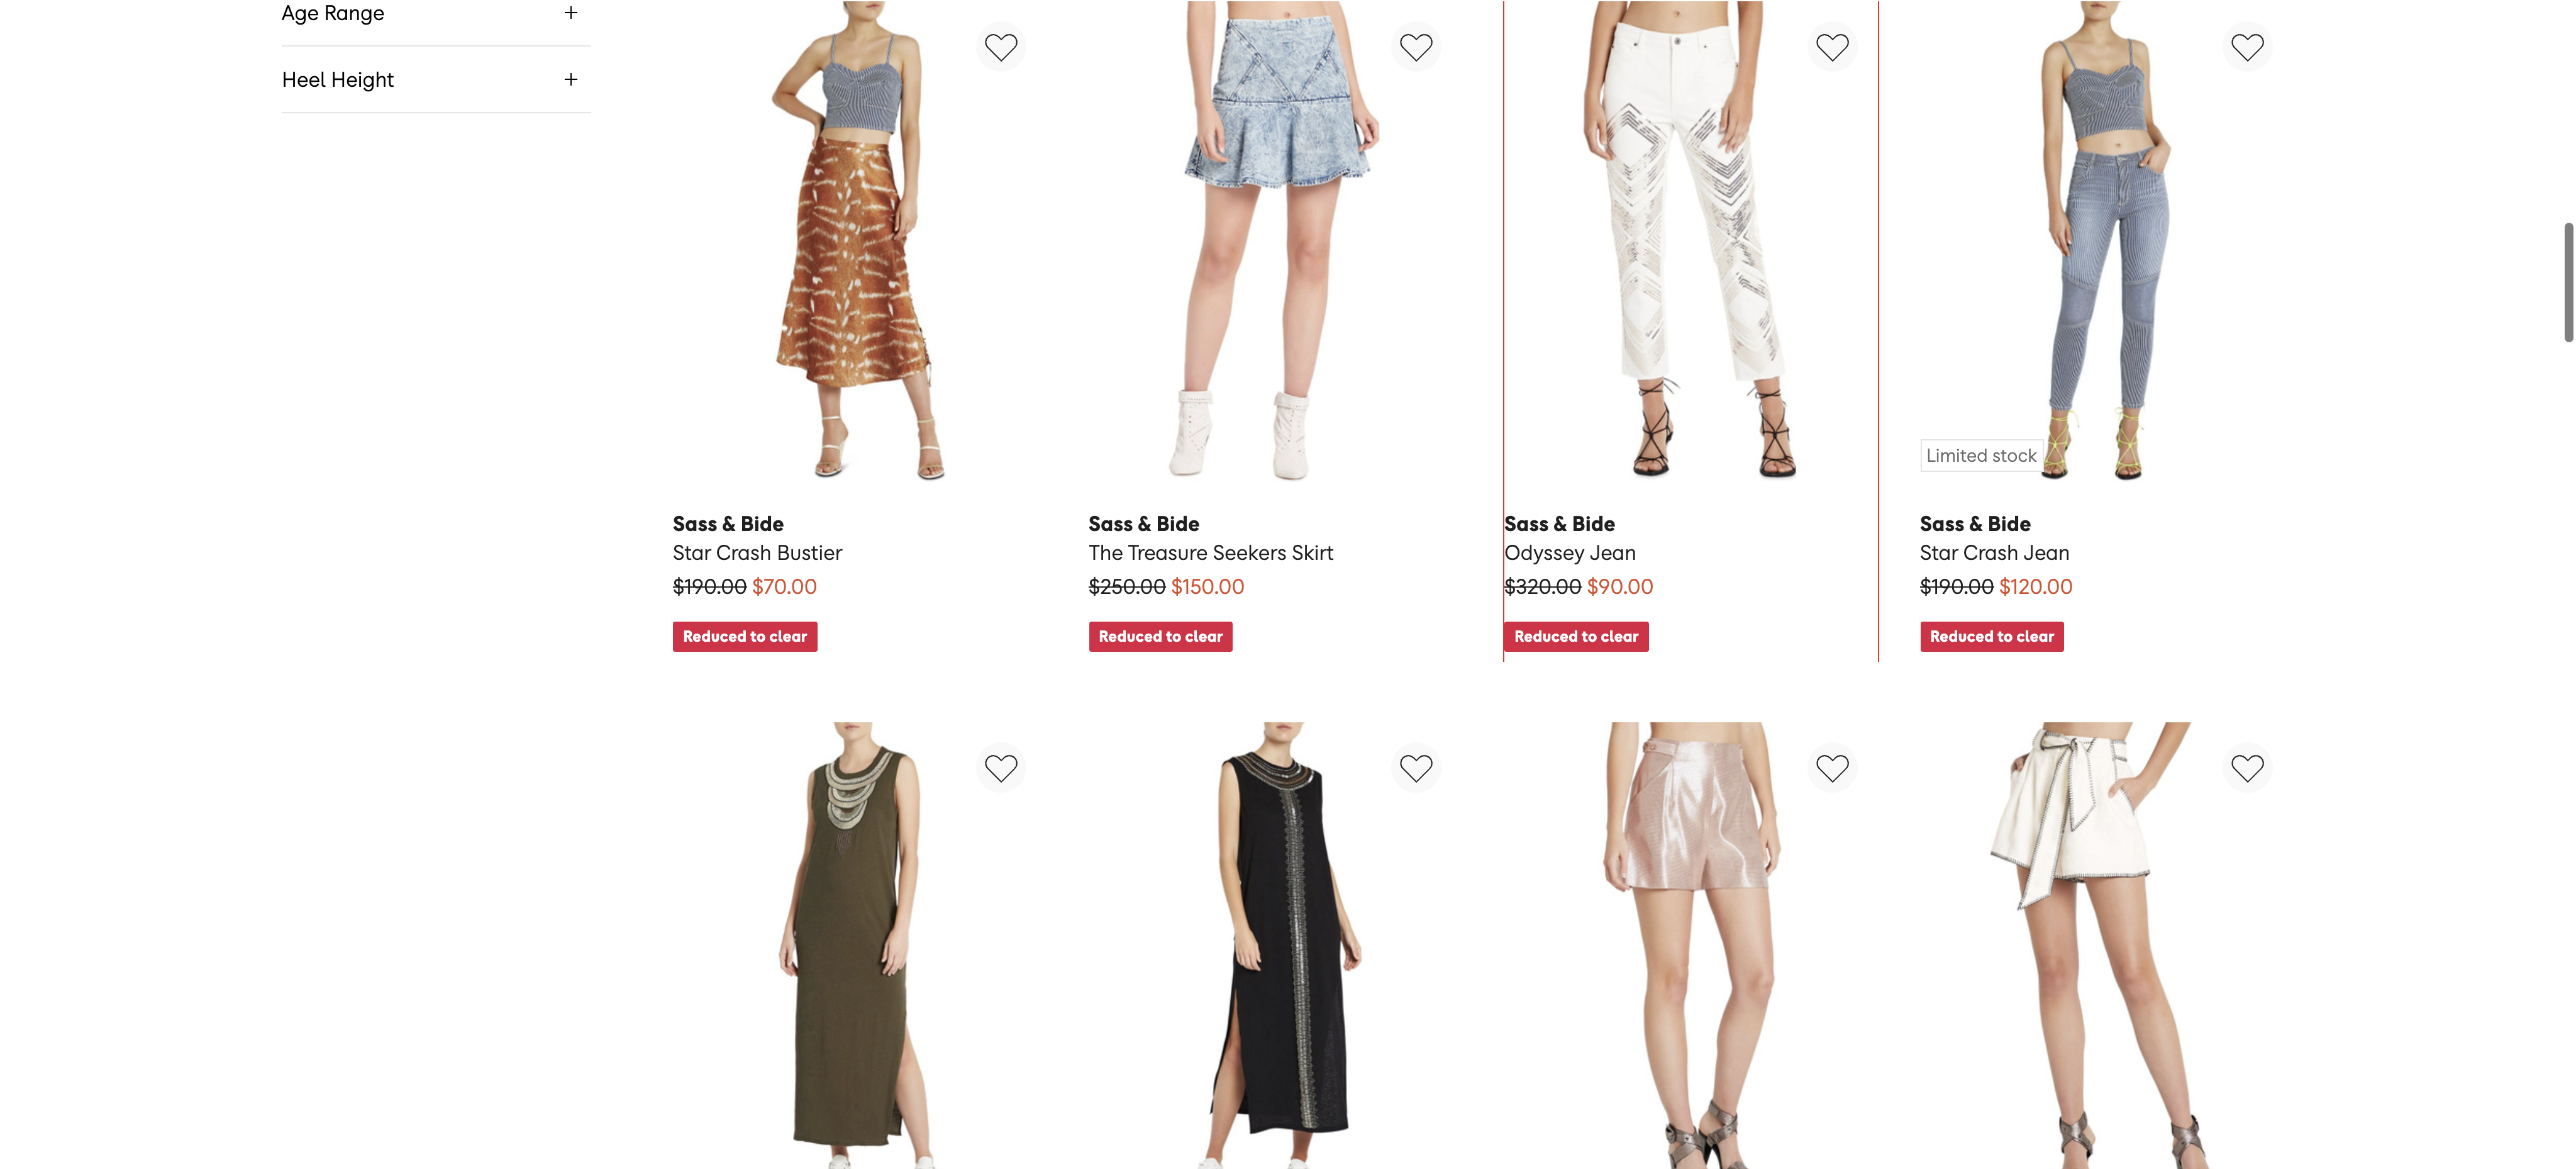 Age Range
Heel Height
Limited stock
Sass & Bide
Star Crash Bustier
$190.00 $70.00
Reduced to clear
Sass & Bide
The Treasure Seekers Skirt
$250.00 $150.00
Reduced to clear
Sass & Bide
Odyssey Jean
$320.00 $90.00
Reduced to clear
Sass & Bide
Star Crash Jean
$190.00 $120.00
Reduced to clear